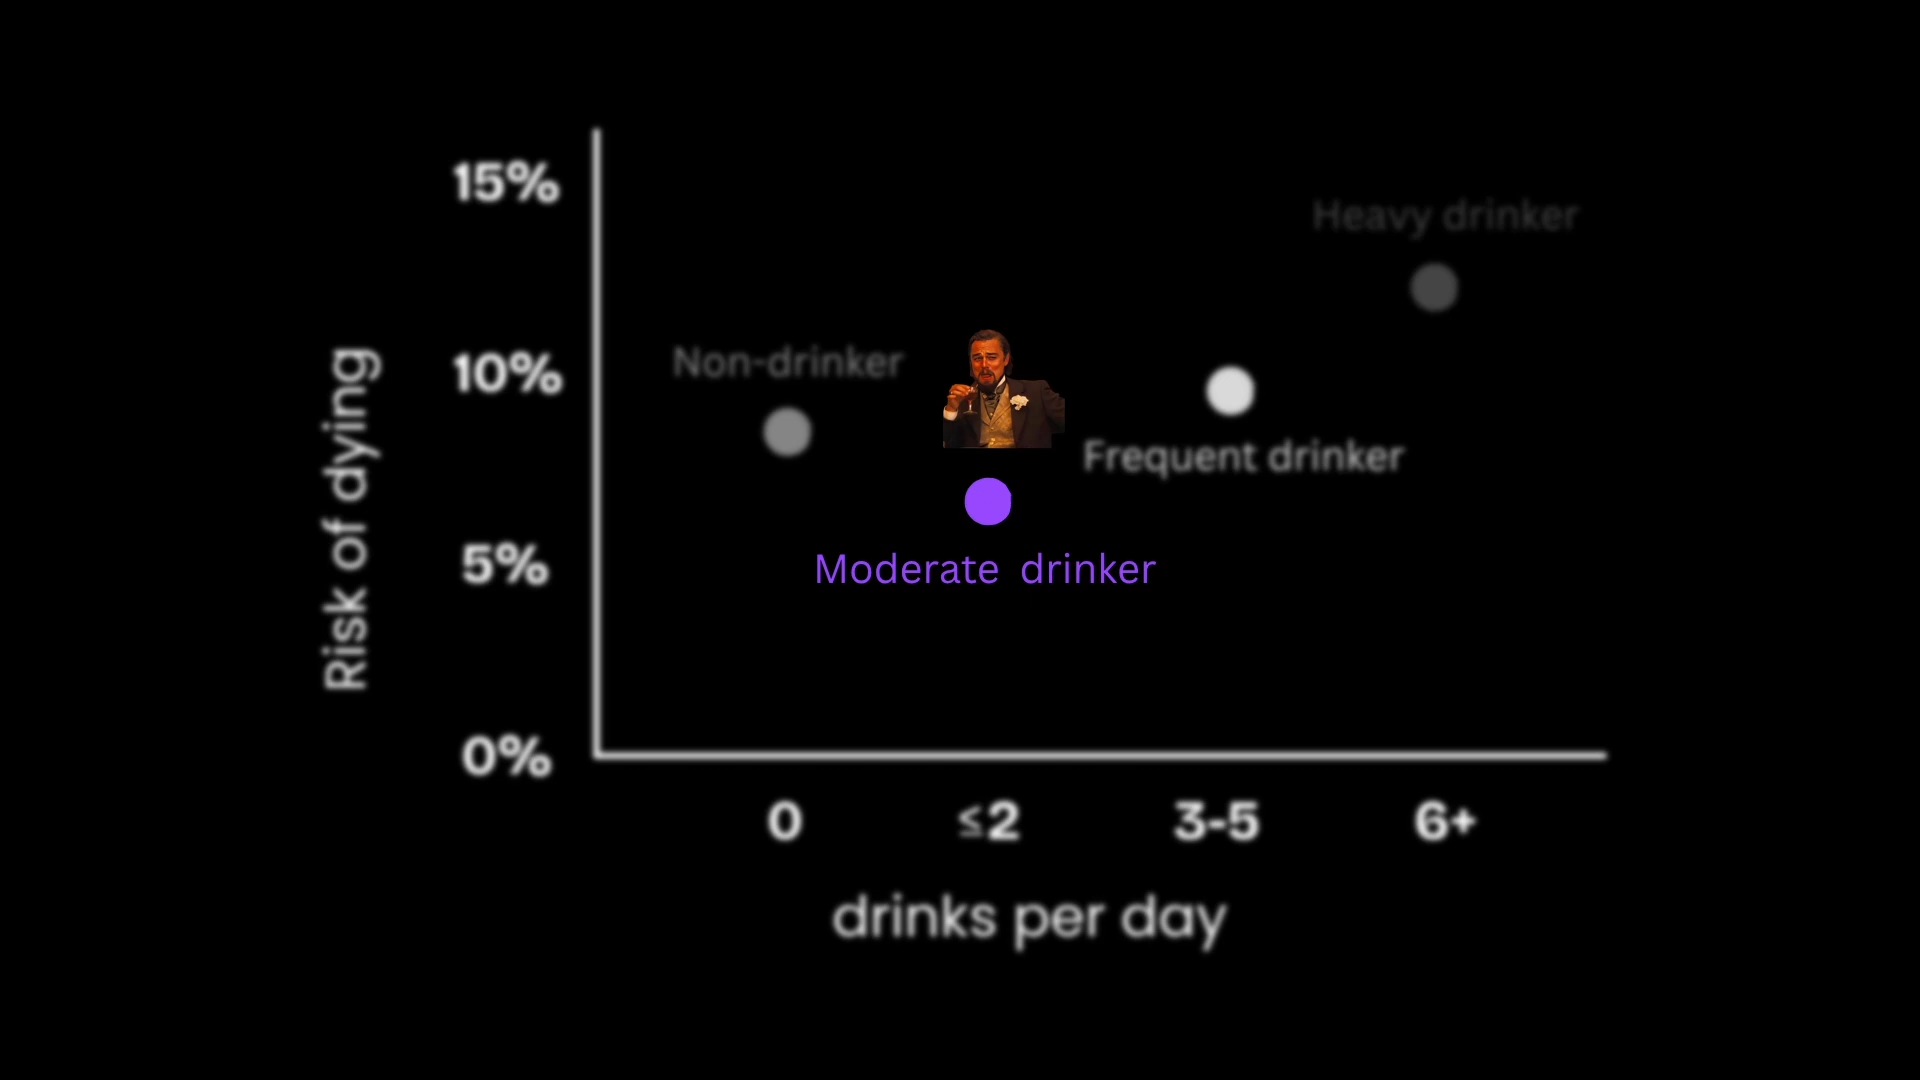 15%
Heavy drinker
Non-drinker
10%
Frequent drinker
5%
Moderate drinker
Risk of dying
0%
0 ≤2 3-5 6+
drinks per day